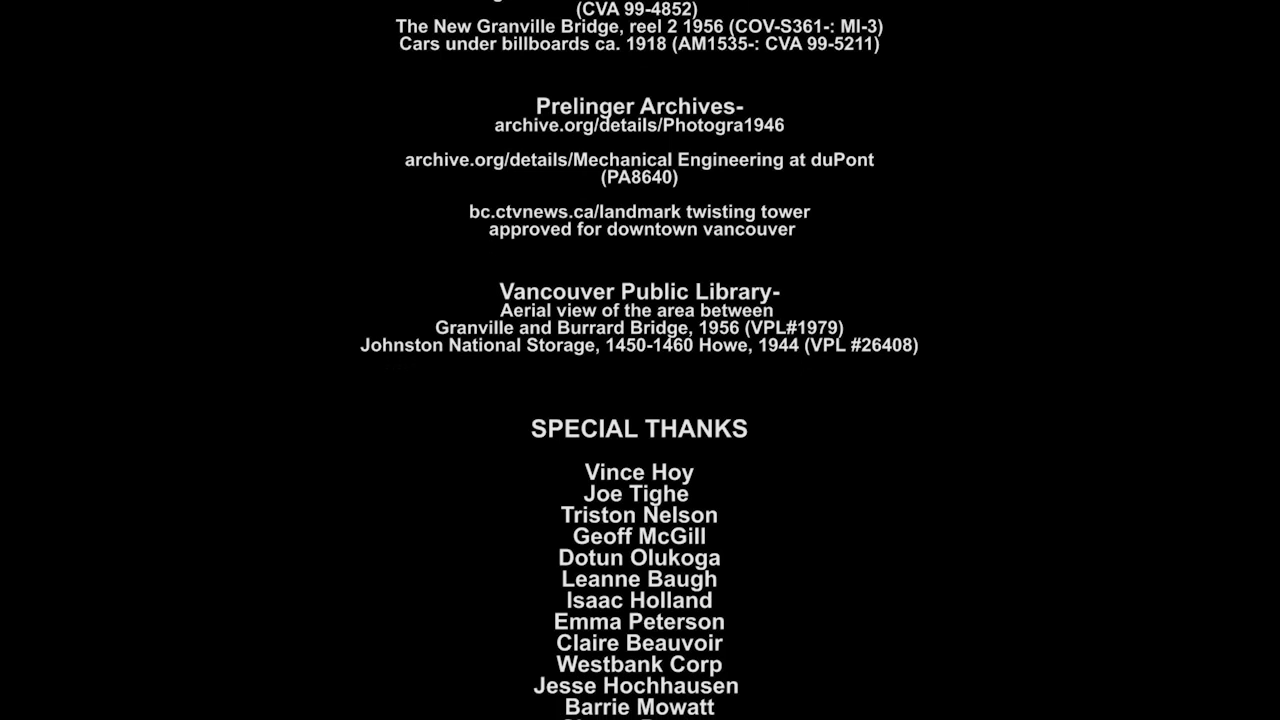 (CVA 99-4852)
The New Granville Bridge, reel 2 1956 (COV-S361-: MI-3)
Cars under billboards ca. 1918 (AM1535-: CVA 99-5211)
Prelinger Archives-
archive.org/details/Photogra1946
archive.org/details/Mechanical Engineering at duPont
(PA8640)
bc.ctvnews.ca/landmark twisting tower
approved for downtown vancouver
Vancouver Public Library-
Aerial view of the area between
Granville and Burrard Bridge, 1956 (VPL#1979)
Johnston National Storage, 1450-1460 Howe, 1944 (VPL #26408)
SPECIAL THANKS
Vince Hoy
Joe Tighe
Triston Nelson
Geoff McGill
Dotun Olukoga
Leanne Baugh
Isaac Holland
Emma Peterson
Claire Beauvoir
Westbank Corp
Jesse Hochhausen
Barrie Mowatt